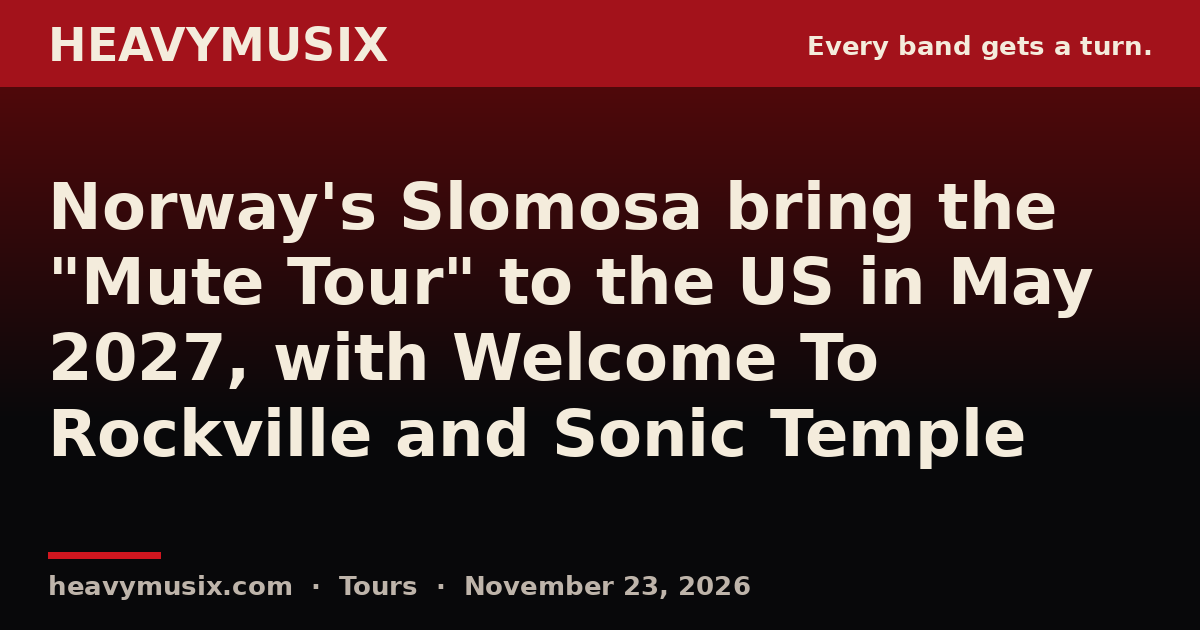 HEAVYMUSIX
Every band gets a turn.
Norway's Slomosa bring the
"Mute Tour" to the US in May
2027, with Welcome To
Rockville and Sonic Temple
heavymusix.com · Tours · November 23, 2026